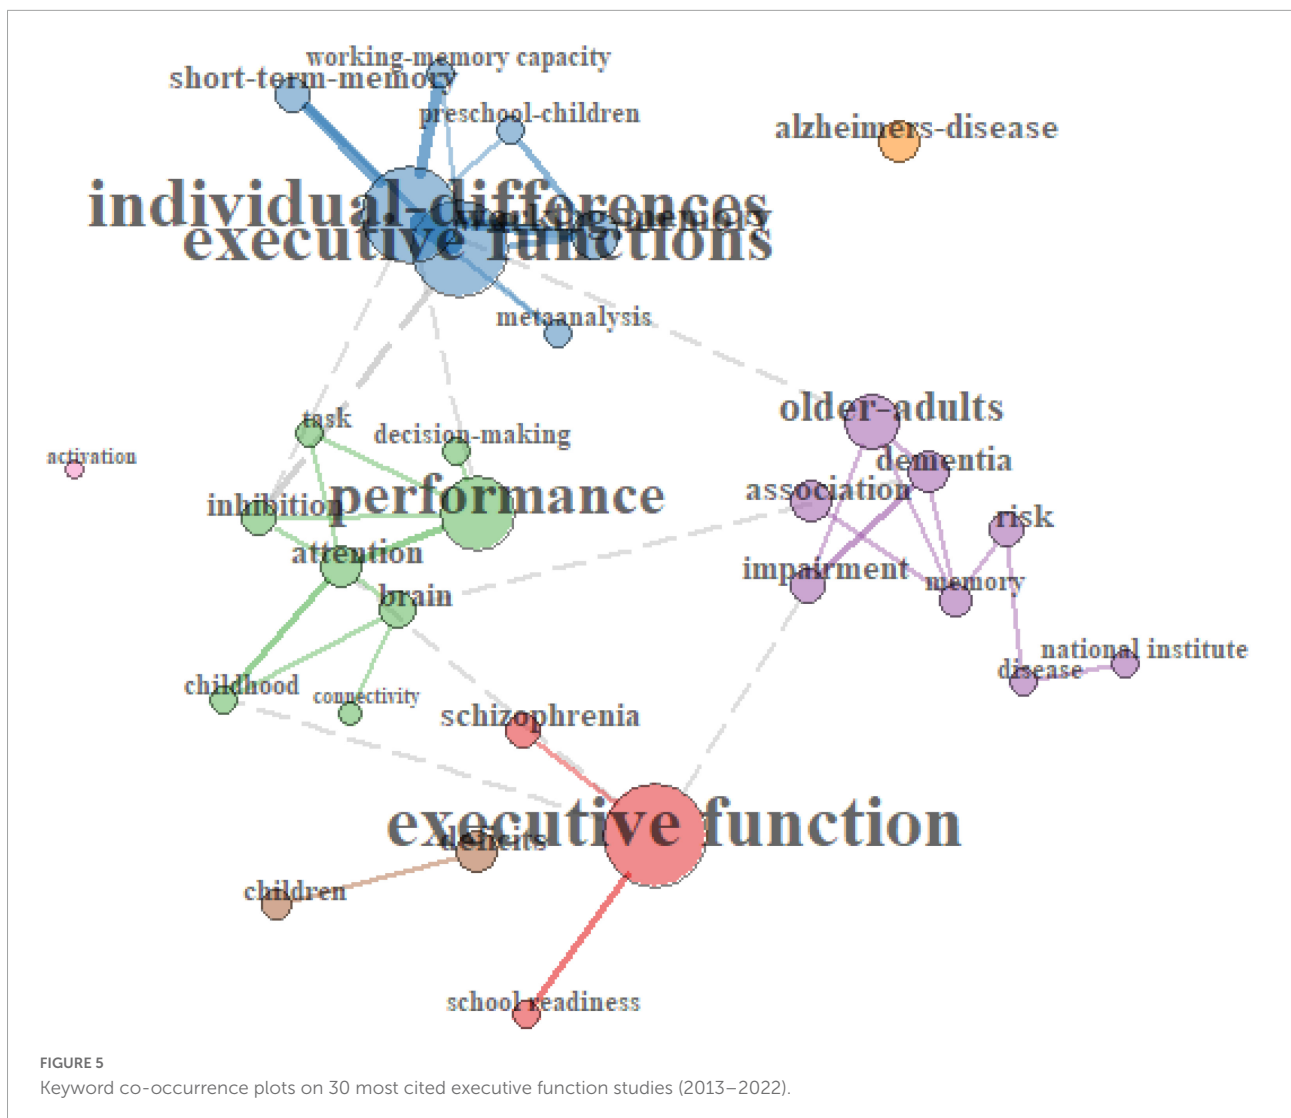 working-memory capacity
short-term-memory
preschool-children
alzheimers-disease
individual-differences
working-memory
executive functions
metaanalysis
older-adults
task
decision-making
activation
dementia
association
performance
inhibition
risk
attention
impairment
memory
brain
national institute
disease
childhood
connectivity
schizophrenia
executive function
deficits
children
school readiness
FIGURE 5
Keyword co-occurrence plots on 30 most cited executive function studies (2013–2022).